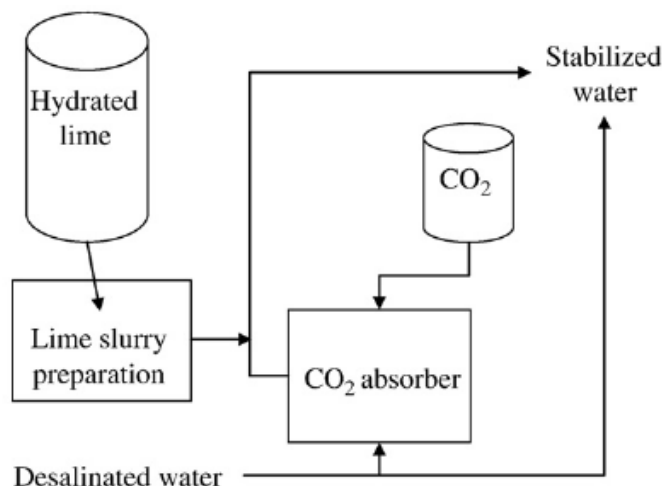 Hydrated
lime
Stabilized
water
CO₂
Lime slurry
preparation
CO₂ absorber
Desalinated water